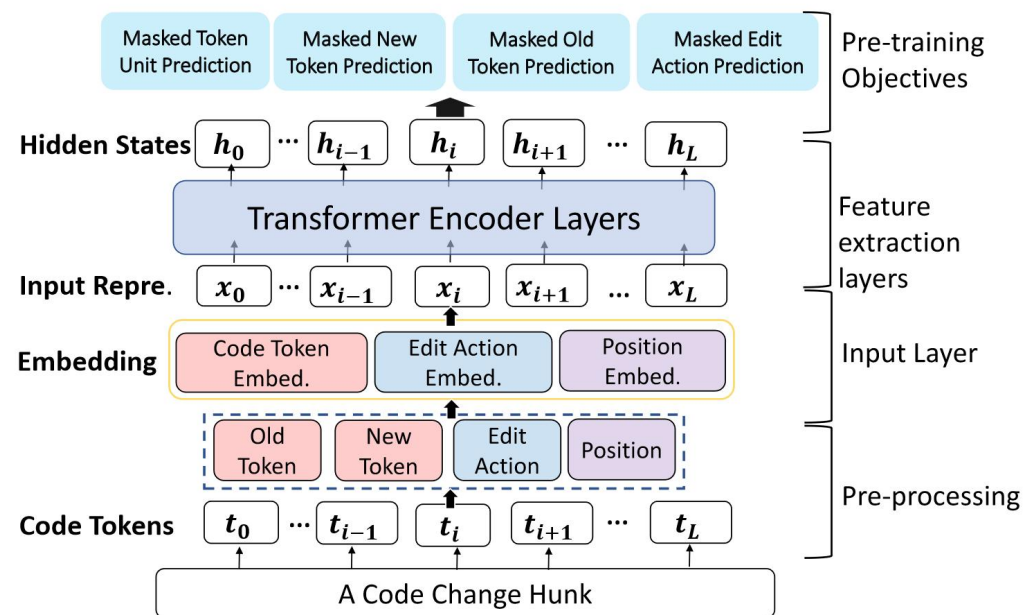 Masked Token
Unit Prediction
Masked New
Token Prediction
Masked Old
Token Prediction
Masked Edit
Action Prediction
Pre-training
Objectives
Hidden States
h0 ... hi−1 hi hi+1 ... hL
Transformer Encoder Layers
Feature
extraction
layers
Input Repre.
x0 ... xi−1 xi xi+1 ... xL
Embedding
Code Token
Embed.
Edit Action
Embed.
Position
Embed.
Input Layer
Old
Token
New
Token
Edit
Action
Position
Pre-processing
Code Tokens
t0 ... ti−1 ti ti+1 ... tL
A Code Change Hunk